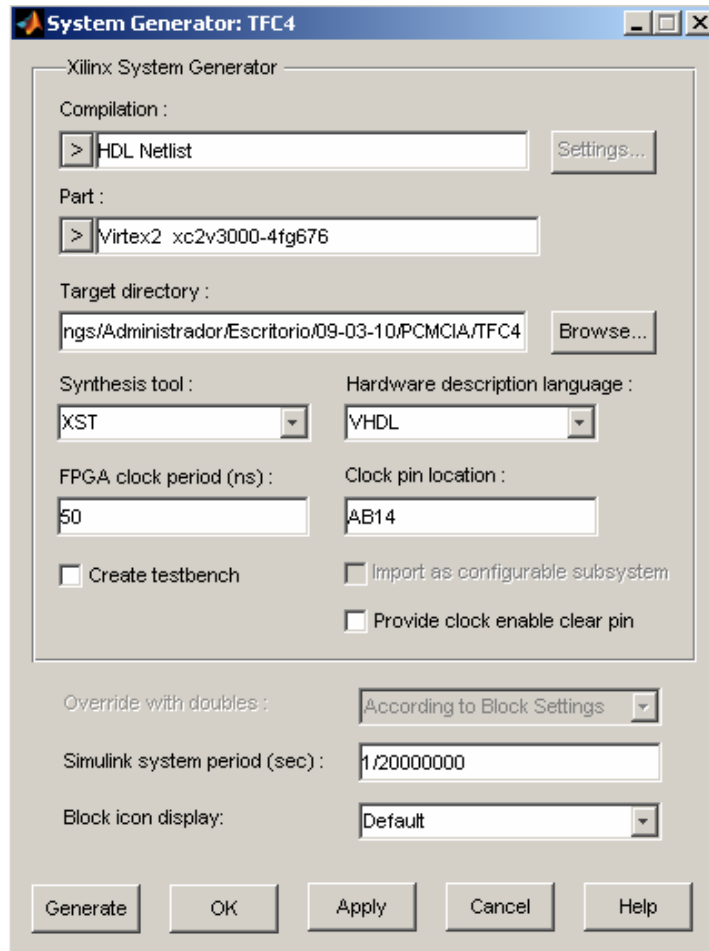 System Generator: TFC4
Xilinx System Generator
Compilation :
> HDL Netlist Settings...
Part :
> Virtex2 xc2v3000-4fg676
Target directory :
ngs/Administrador/Escritorio/09-03-10/PCMCIA/TFC4 Browse...
Synthesis tool : Hardware description language :
XST VHDL
FPGA clock period (ns) : Clock pin location :
50 AB14
Create testbench Import as configurable subsystem
Provide clock enable clear pin
Override with doubles : According to Block Settings
Simulink system period (sec) : 1/20000000
Block icon display: Default
Generate OK Apply Cancel Help